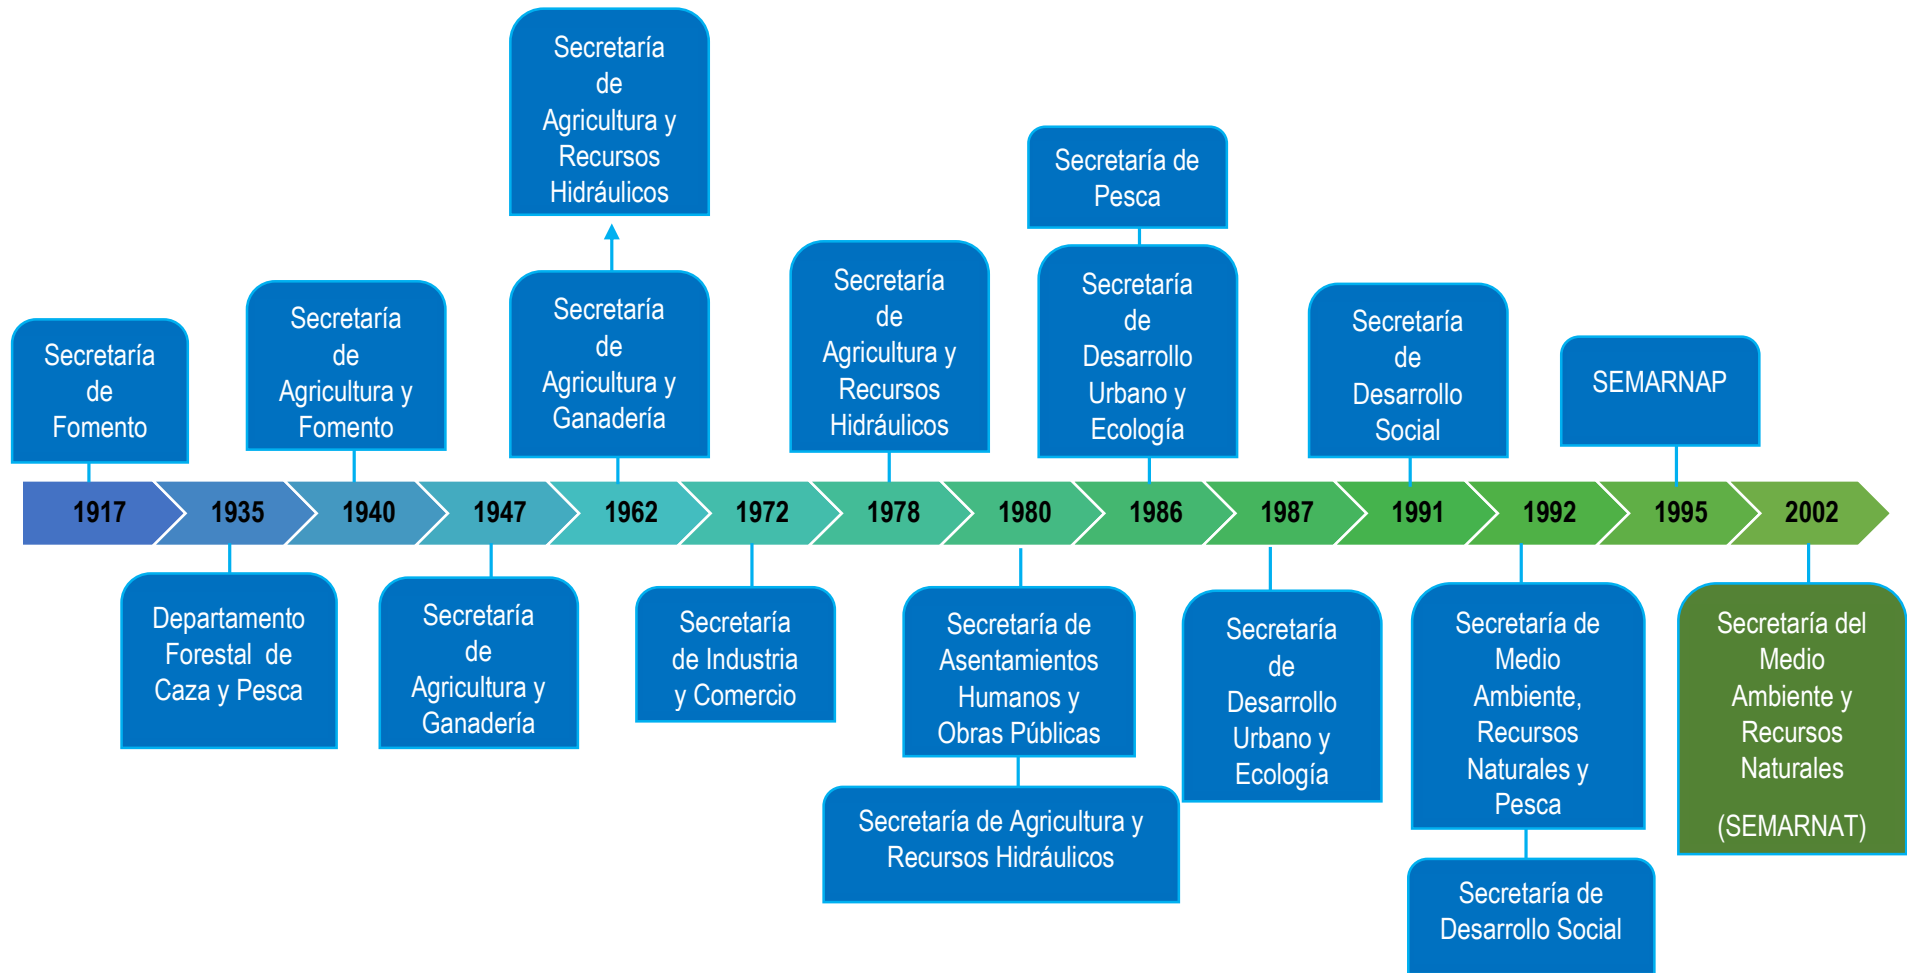 Secretaría
de
Agricultura y
Recursos
Hidráulicos
Secretaría de
Pesca
Secretaría
de
Fomento
Secretaría
de
Agricultura y
Fomento
Secretaría
de
Agricultura y
Ganadería
Secretaría
de
Agricultura y
Recursos
Hidráulicos
Secretaría
de
Desarrollo
Urbano y
Ecología
Secretaría
de
Desarrollo
Social
SEMARNAP
1917
1935
1940
1947
1962
1972
1978
1980
1986
1987
1991
1992
1995
2002
Departamento
Forestal de
Caza y Pesca
Secretaría
de
Agricultura y
Ganadería
Secretaría
de Industria
y Comercio
Secretaría de
Asentamientos
Humanos y
Obras Públicas
Secretaría de Agricultura y
Recursos Hidráulicos
Secretaría
de
Desarrollo
Urbano y
Ecología
Secretaría de
Medio
Ambiente,
Recursos
Naturales y
Pesca
Secretaría de
Desarrollo Social
Secretaría del
Medio
Ambiente y
Recursos
Naturales
(SEMARNAT)